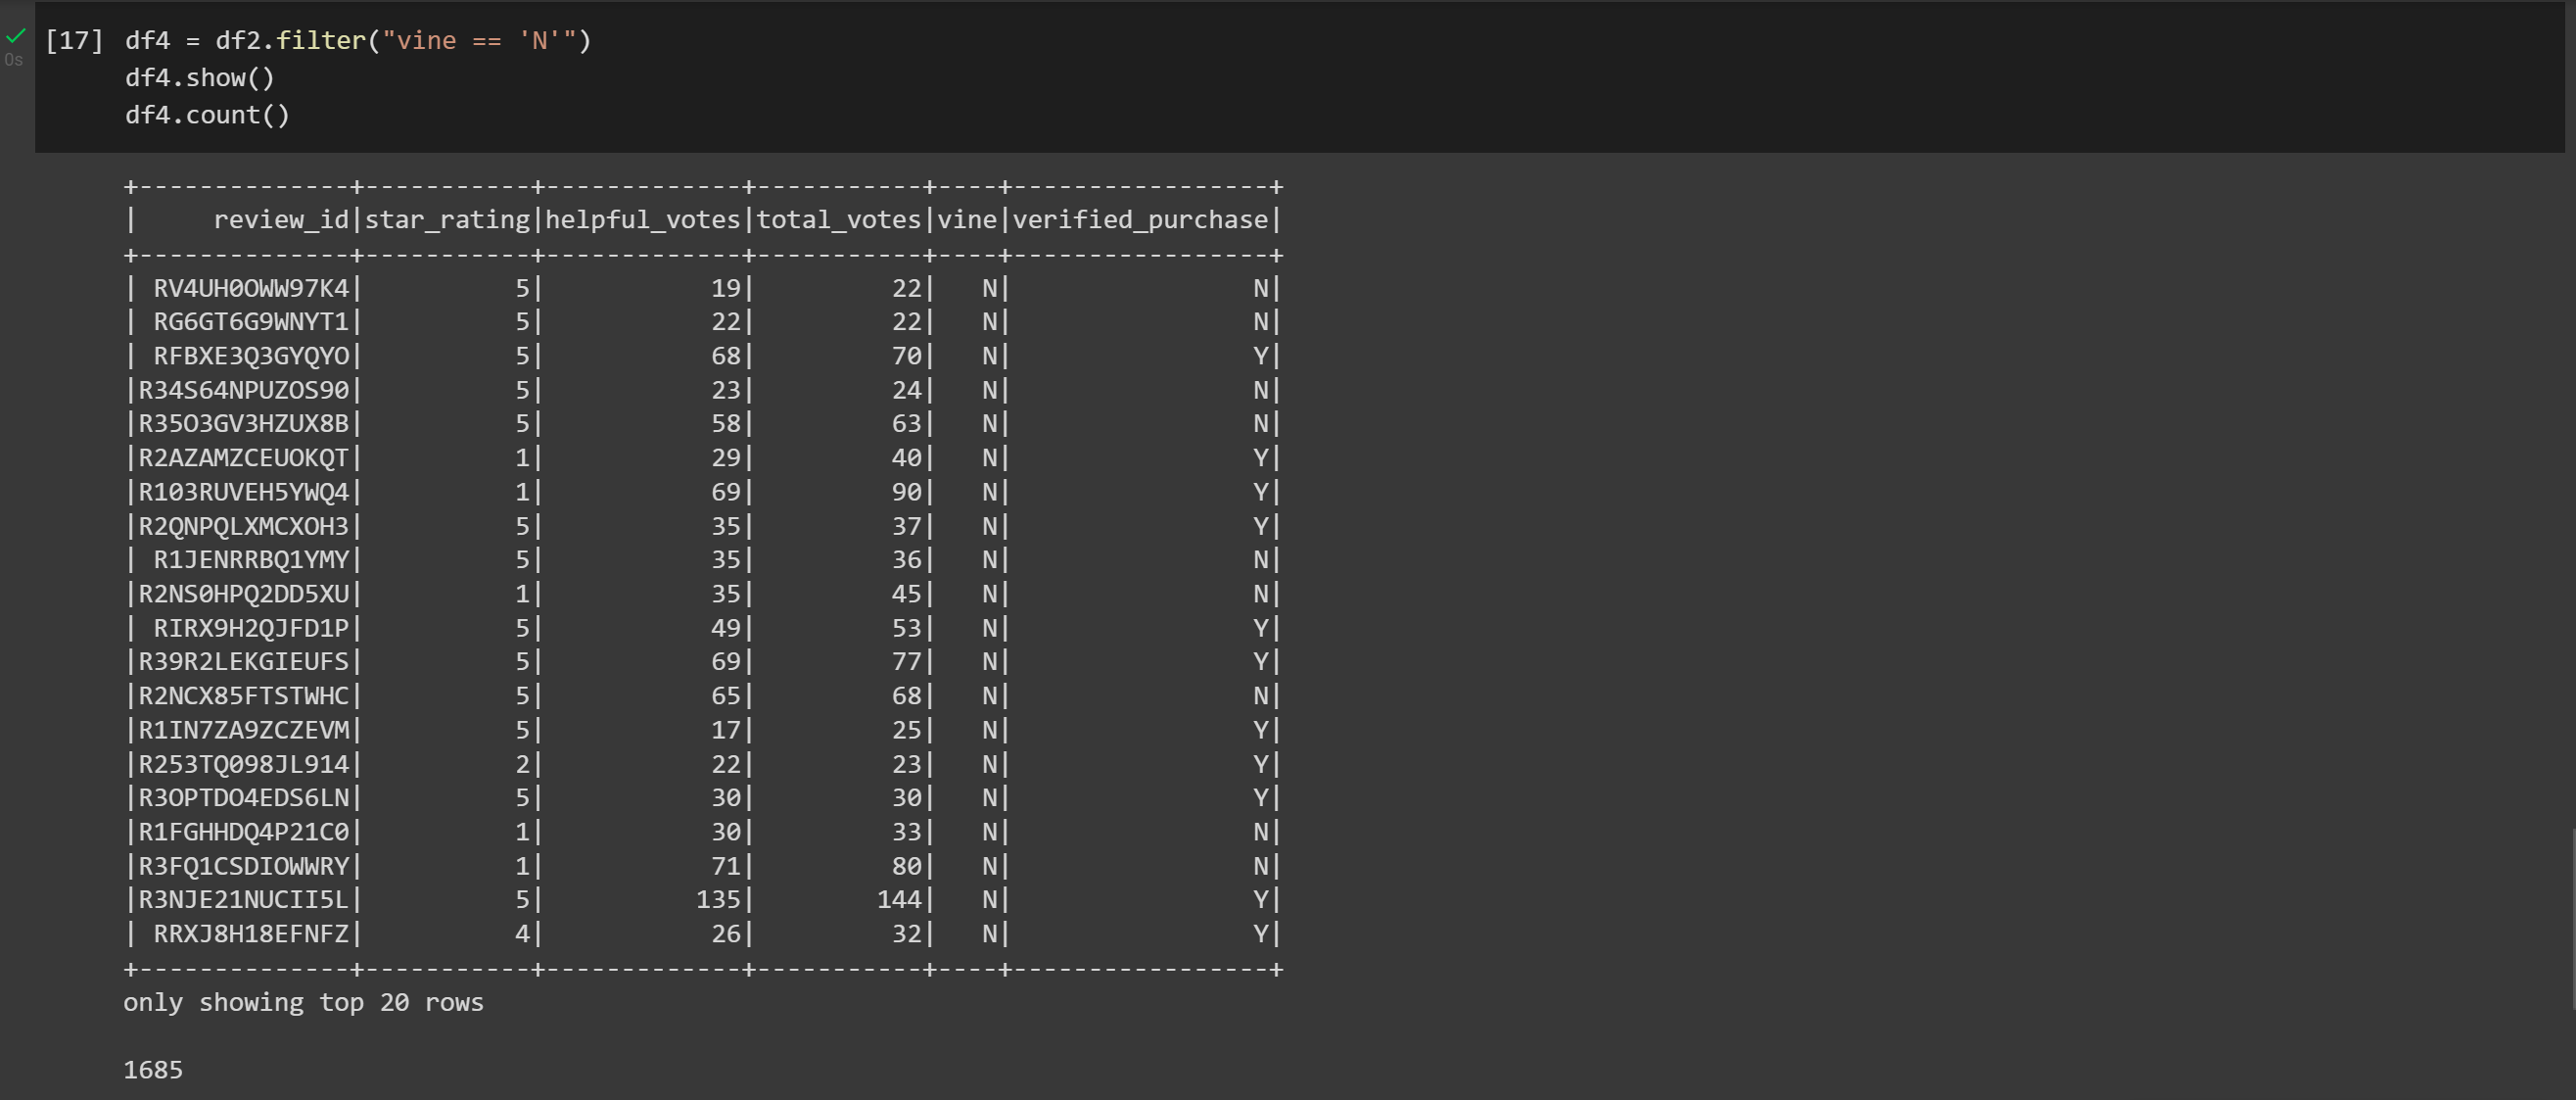 [17] df4 = df2.filter("vine == 'N'")
0s
df4.show()
df4.count()
+--------------+-----------+-------------+-----------+----+-----------------+
|     review_id|star_rating|helpful_votes|total_votes|vine|verified_purchase|
+--------------+-----------+-------------+-----------+----+-----------------+
| RV4UH0OWW97K4|          5|           19|         22|   N|                N|
| RG6GT6G9WNYT1|          5|           22|         22|   N|                N|
| RFBXE3Q3GYQYO|          5|           68|         70|   N|                Y|
|R34S64NPUZOS90|          5|           23|         24|   N|                N|
|R35O3GV3HZUX8B|          5|           58|         63|   N|                N|
|R2AZAMZCEUOKQT|          1|           29|         40|   N|                Y|
|R103RUVEH5YWQ4|          1|           69|         90|   N|                Y|
|R2QNPQLXMCXOH3|          5|           35|         37|   N|                Y|
| R1JENRRBQ1YMY|          5|           35|         36|   N|                N|
|R2NS0HPQ2DD5XU|          1|           35|         45|   N|                N|
| RIRX9H2QJFD1P|          5|           49|         53|   N|                Y|
|R39R2LEKGIEUFS|          5|           69|         77|   N|                Y|
|R2NCX85FTSTWHC|          5|           65|         68|   N|                N|
|R1IN7ZA9ZCZEVM|          5|           17|         25|   N|                Y|
|R253TQ098JL914|          2|           22|         23|   N|                Y|
|R3OPTDO4EDS6LN|          5|           30|         30|   N|                Y|
|R1FGHHDQ4P21C0|          1|           30|         33|   N|                N|
|R3FQ1CSDIOWWRY|          1|           71|         80|   N|                N|
|R3NJE21NUCII5L|          5|          135|        144|   N|                Y|
| RRXJ8H18EFNFZ|          4|           26|         32|   N|                Y|
+--------------+-----------+-------------+-----------+----+-----------------+
only showing top 20 rows
1685